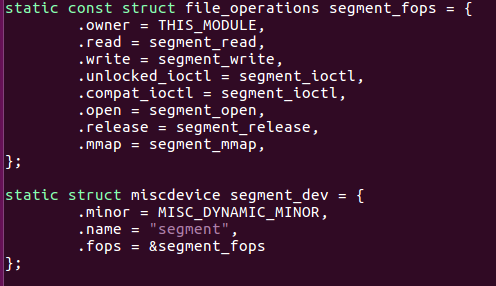 static const struct file_operations segment_fops = {
        .owner = THIS_MODULE,
        .read = segment_read,
        .write = segment_write,
        .unlocked_ioctl = segment_ioctl,
        .compat_ioctl = segment_ioctl,
        .open = segment_open,
        .release = segment_release,
        .mmap = segment_mmap,
};

static struct miscdevice segment_dev = {
        .minor = MISC_DYNAMIC_MINOR,
        .name = "segment",
        .fops = &segment_fops
};